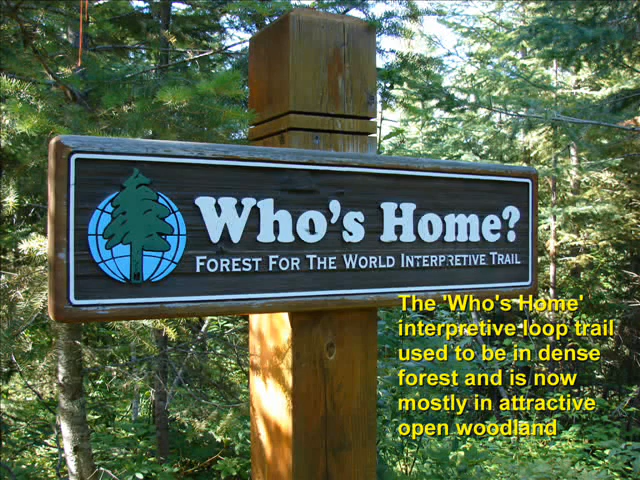 Who's Home?
FOREST FOR THE WORLD INTERPRETIVE TRAIL
The 'Who's Home'
interpretive loop trail
used to be in dense
forest and is now
mostly in attractive
open woodland